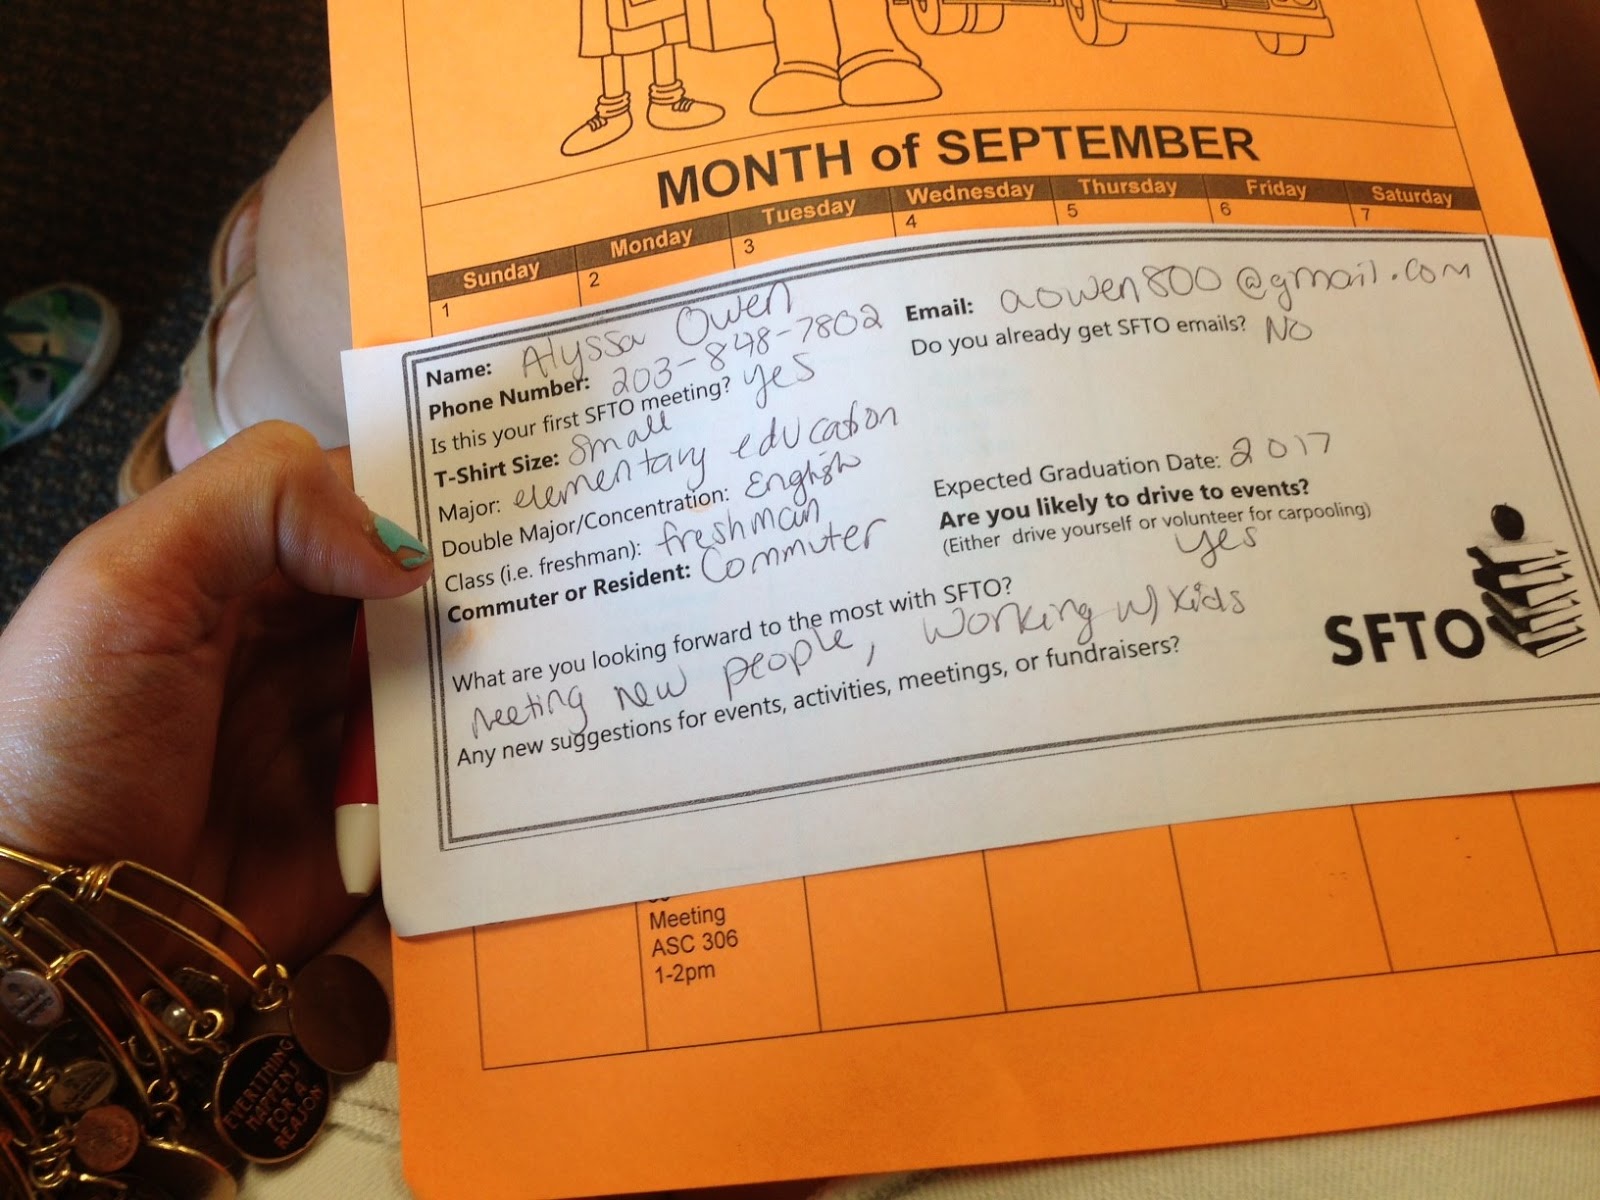 MONTH of SEPTEMBER
Sunday Monday Tuesday Wednesday Thursday Friday Saturday
1 2 3 4 5 6 7
Name: Alyssa Owen
Email: aowen800@gmail.com
Phone Number: 203-848-7802
Do you already get SFTO emails? No
Is this your first SFTO meeting? yes
T-Shirt Size: Small
Major: elementary education
Expected Graduation Date: 2017
Double Major/Concentration: English
Are you likely to drive to events?
(Either drive yourself or volunteer for carpooling)
yes
Class (i.e. freshman): freshman
Commuter or Resident: Commuter
What are you looking forward to the most with SFTO?
meeting new people, working w/ kids
Any new suggestions for events, activities, meetings, or fundraisers?
SFTO
Meeting
ASC 306
1-2pm
EVERYTHING
HAPPENS
FOR A
REASON